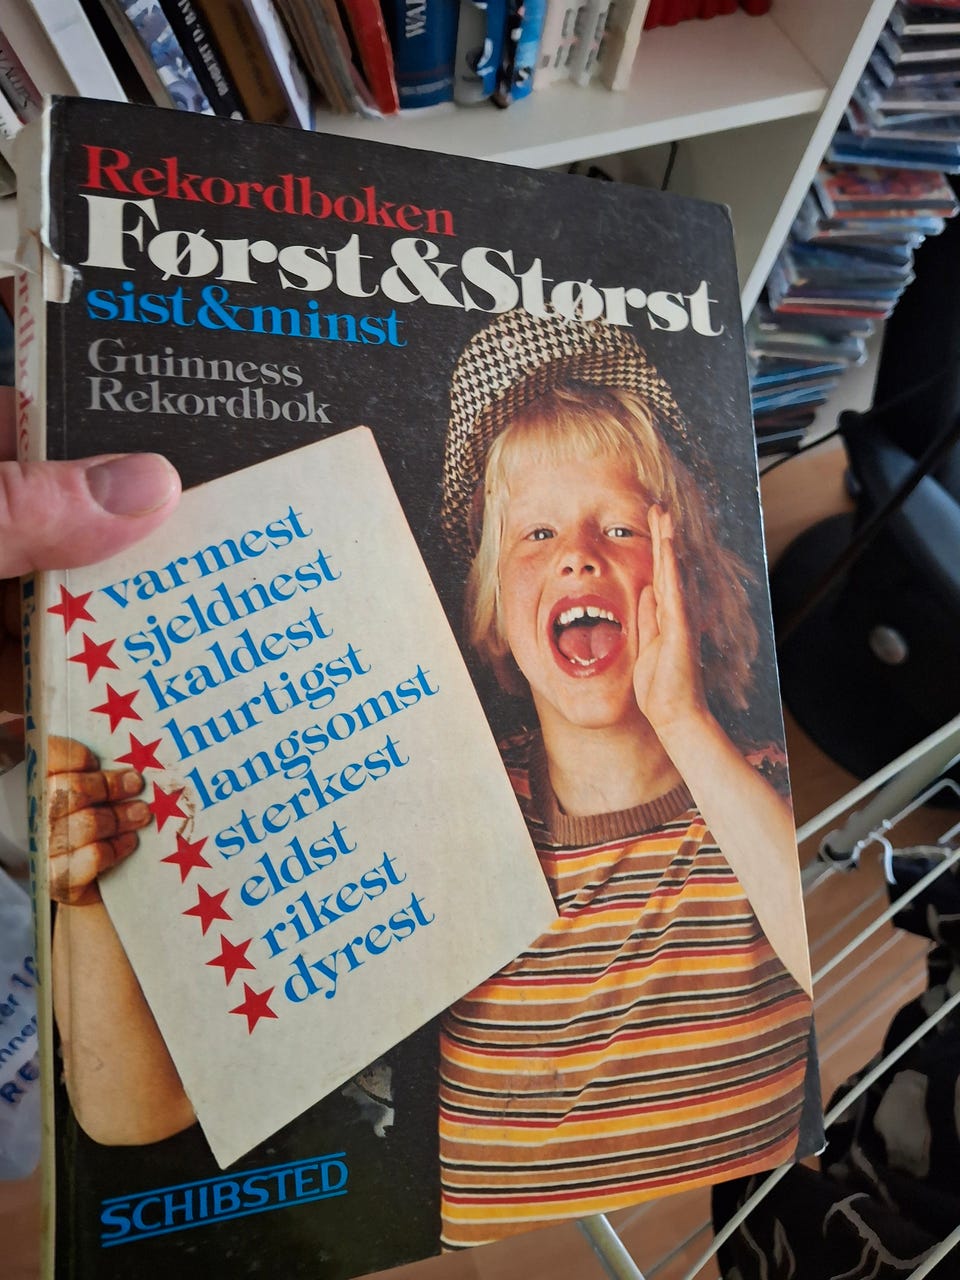 Rekordboken
Først&Størst
sist&minst
Guinness
Rekordbok
varmest
sjeldnest
kaldest
hurtigst
langsomst
sterkest
eldst
rikest
dyrest
SCHIBSTED